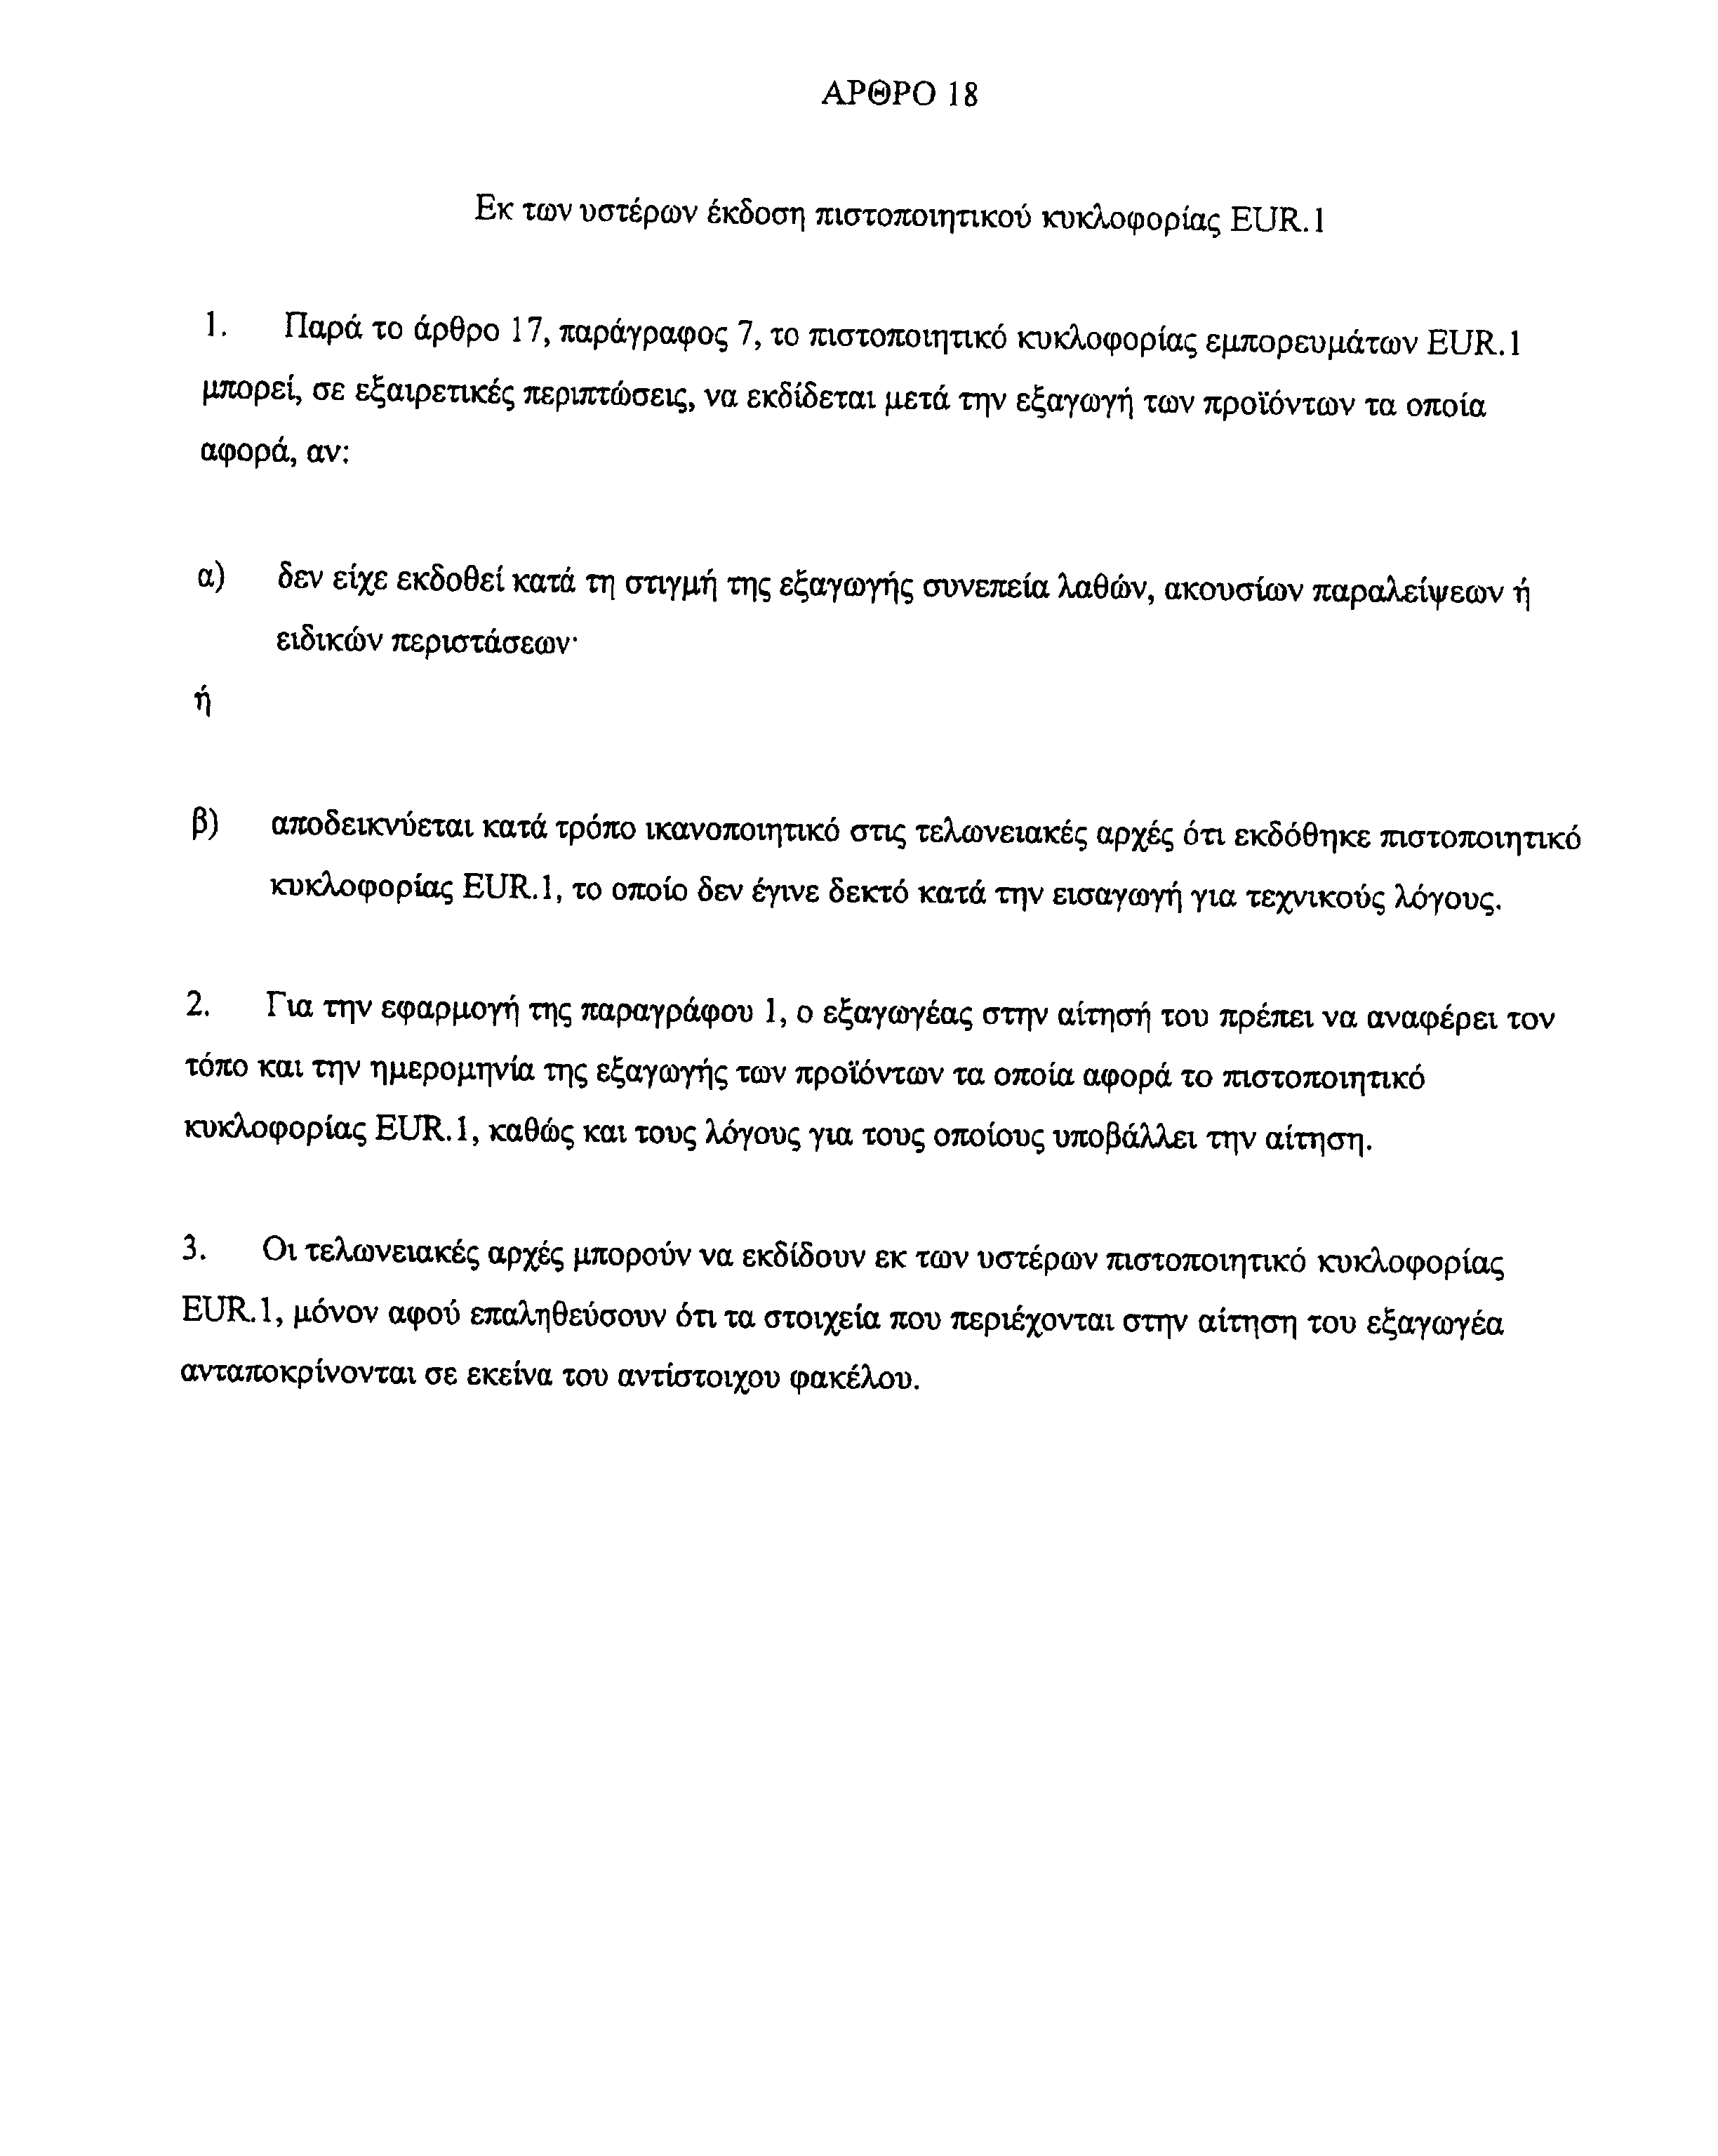 ΑΡΘΡΟ 18
Εκ των υστέρων έκδοση πιστοποιητικού κυκλοφορίας EUR.1
1. Παρά το άρθρο 17, παράγραφος 7, το πιστοποιητικό κυκλοφορίας εμπορευμάτων EUR.1
μπορεί, σε εξαιρετικές περιπτώσεις, να εκδίδεται μετά την εξαγωγή των προϊόντων τα οποία
αφορά, αν:
α) δεν είχε εκδοθεί κατά τη στιγμή της εξαγωγής συνεπεία λαθών, ακουσίων παραλείψεων ή
ειδικών περιστάσεων·
ή
β) αποδεικνύεται κατά τρόπο ικανοποιητικό στις τελωνειακές αρχές ότι εκδόθηκε πιστοποιητικό
κυκλοφορίας EUR.1, το οποίο δεν έγινε δεκτό κατά την εισαγωγή για τεχνικούς λόγους.
2. Για την εφαρμογή της παραγράφου 1, ο εξαγωγέας στην αίτησή του πρέπει να αναφέρει τον
τόπο και την ημερομηνία της εξαγωγής των προϊόντων τα οποία αφορά το πιστοποιητικό
κυκλοφορίας EUR.1, καθώς και τους λόγους για τους οποίους υποβάλλει την αίτηση.
3. Οι τελωνειακές αρχές μπορούν να εκδίδουν εκ των υστέρων πιστοποιητικό κυκλοφορίας
EUR.1, μόνον αφού επαληθεύσουν ότι τα στοιχεία που περιέχονται στην αίτηση του εξαγωγέα
ανταποκρίνονται σε εκείνα του αντίστοιχου φακέλου.